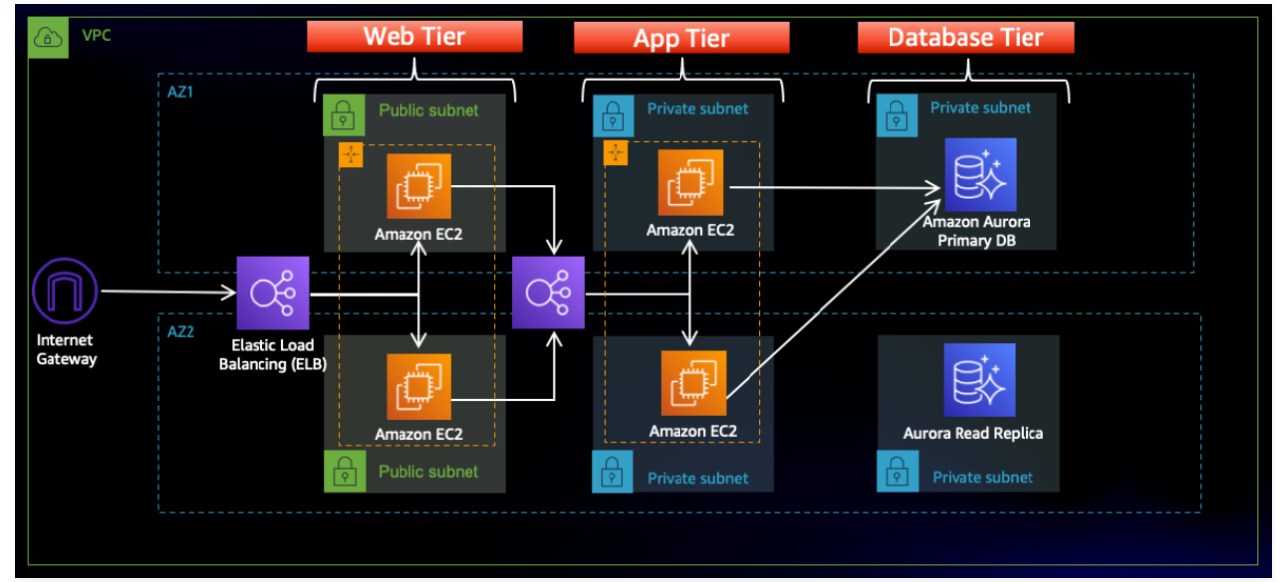 VPC
Web Tier
App Tier
Database Tier
AZ1
Public subnet
Private subnet
Private subnet
Amazon EC2
Amazon EC2
Amazon Aurora
Primary DB
Internet
Gateway
AZ2
Elastic Load
Balancing (ELB)
Amazon EC2
Amazon EC2
Aurora Read Replica
Public subnet
Private subnet
Private subnet